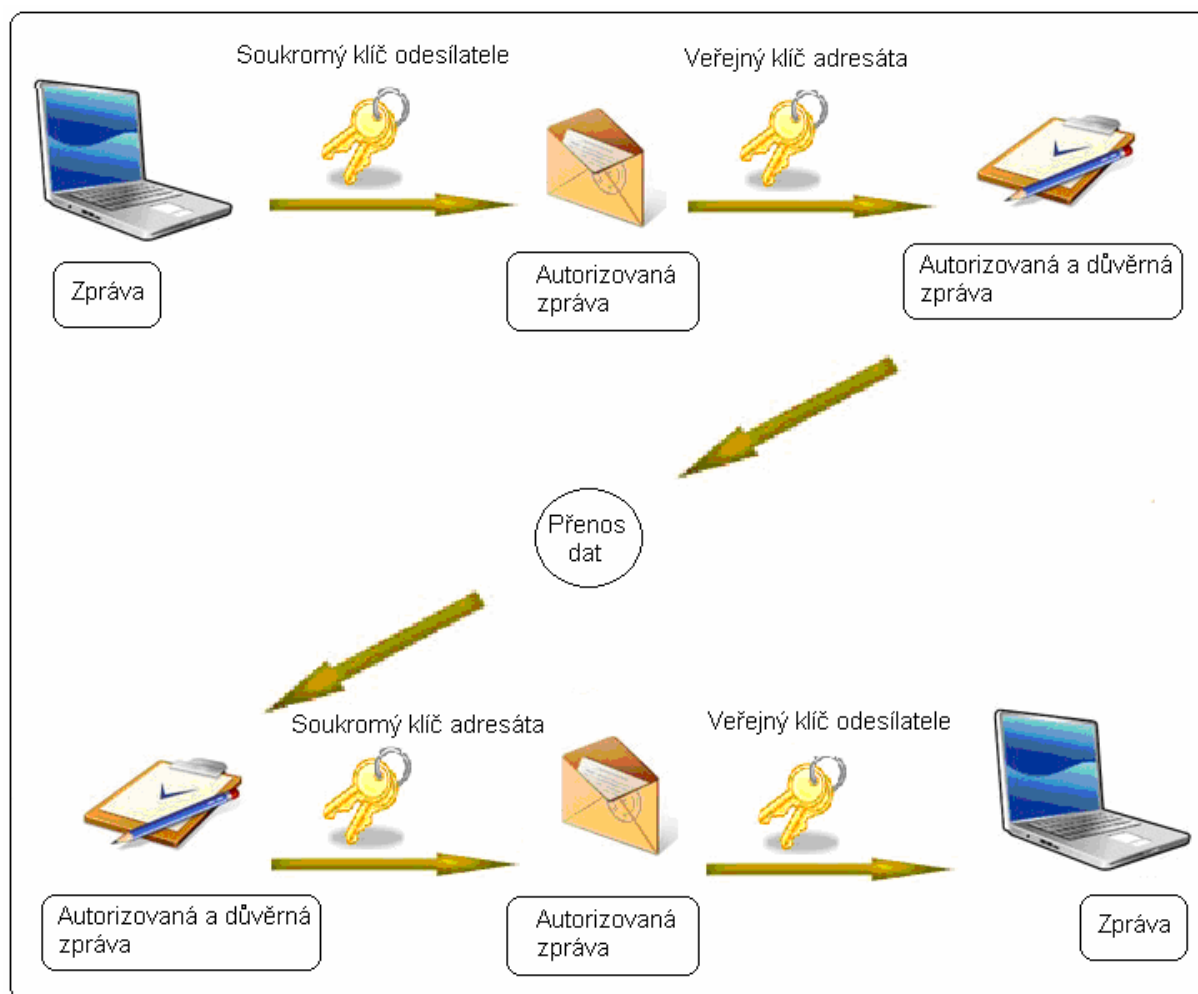 Soukromý klíč odesílatele
Veřejný klíč adresáta
Zpráva
Autorizovaná
zpráva
Autorizovaná a důvěrná
zpráva
Přenos
dat
Soukromý klíč adresáta
Veřejný klíč odesílatele
Autorizovaná a důvěrná
zpráva
Autorizovaná
zpráva
Zpráva